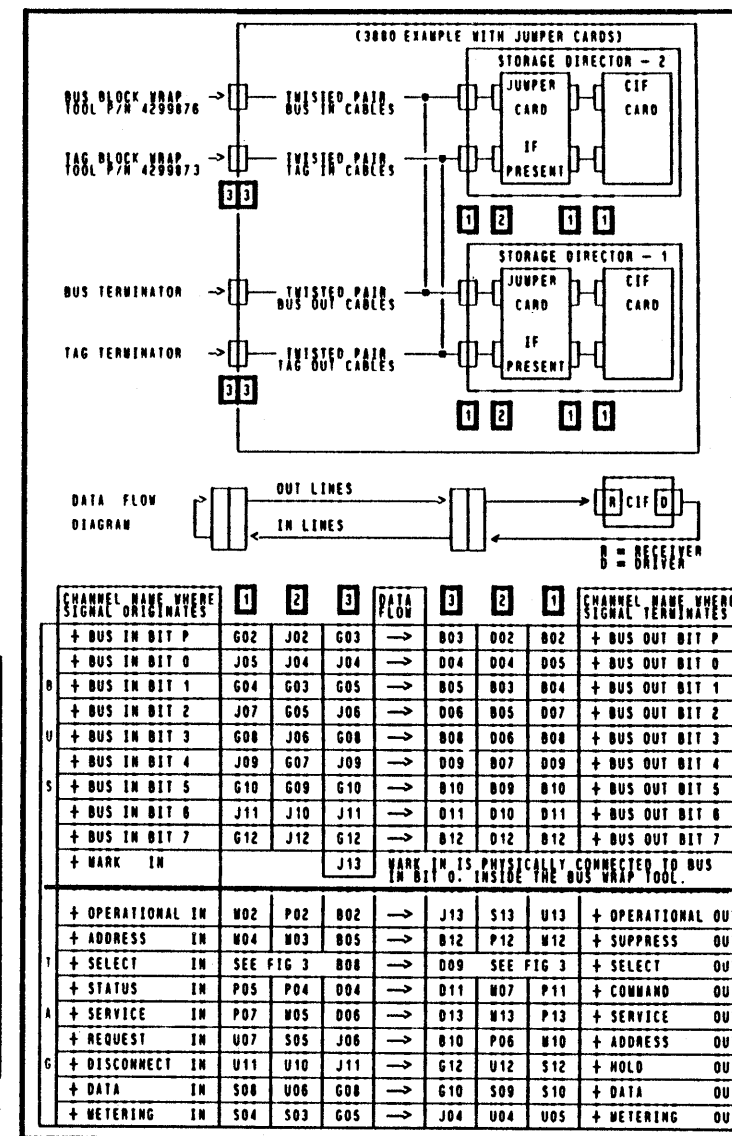 (3880 EXAMPLE WITH JUMPER CARDS)
STORAGE DIRECTOR - 2
BUS BLOCK WRAP
TOOL P/N 4299876
TWISTED PAIR
BUS IN CABLES
JUMPER
CARD
CIF
CARD
TAG BLOCK WRAP
TOOL P/N 4299873
TWISTED PAIR
TAG IN CABLES
IF
PRESENT
3 3
1 2 1 1
STORAGE DIRECTOR - 1
BUS TERMINATOR
TWISTED PAIR
BUS OUT CABLES
JUMPER
CARD
CIF
CARD
TAG TERMINATOR
TWISTED PAIR
TAG OUT CABLES
IF
PRESENT
3 3
1 2 1 1
DATA FLOW
DIAGRAM
OUT LINES
IN LINES
R CIF D
R = RECEIVER
D = DRIVER
CHANNEL NAME WHERE SIGNAL ORIGINATES 1 2 3 DATA FLOW 3 2 1 CHANNEL NAME WHERE SIGNAL TERMINATES
BUS
+ BUS IN BIT P G02 J02 G03 --> B03 D02 B02 + BUS OUT BIT P
+ BUS IN BIT 0 J05 J04 J04 --> D04 D04 D05 + BUS OUT BIT 0
+ BUS IN BIT 1 G04 G03 G05 --> B05 B03 B04 + BUS OUT BIT 1
+ BUS IN BIT 2 J07 G05 J06 --> D06 B05 D07 + BUS OUT BIT 2
+ BUS IN BIT 3 G08 J06 G08 --> B08 D06 B08 + BUS OUT BIT 3
+ BUS IN BIT 4 J09 G07 J09 --> D09 B07 D09 + BUS OUT BIT 4
+ BUS IN BIT 5 G10 G09 G10 --> B10 B09 B10 + BUS OUT BIT 5
+ BUS IN BIT 6 J11 J10 J11 --> D11 D10 D11 + BUS OUT BIT 6
+ BUS IN BIT 7 G12 J12 G12 --> B12 D12 B12 + BUS OUT BIT 7
+ MARK IN J13 MARK IN IS PHYSICALLY CONNECTED TO BUS
IN BIT 0. INSIDE THE BUS WRAP TOOL.
TAG
+ OPERATIONAL IN M02 P02 B02 --> J13 S13 U13 + OPERATIONAL OU
+ ADDRESS IN M04 M03 B05 --> B12 P12 M12 + SUPPRESS OU
+ SELECT IN SEE FIG 3 B08 --> D09 SEE FIG 3 + SELECT OU
+ STATUS IN P05 P04 D04 --> D11 M07 P11 + COMMAND OU
+ SERVICE IN P07 M05 D06 --> D13 M13 P13 + SERVICE OU
+ REQUEST IN U07 S05 J06 --> B10 P06 M10 + ADDRESS OU
+ DISCONNECT IN U11 U10 J11 --> G12 U12 S12 + HOLD OU
+ DATA IN S08 U06 G08 --> G10 S09 S10 + DATA OU
+ METERING IN S04 S03 G05 --> J04 U04 U05 + METERING OU